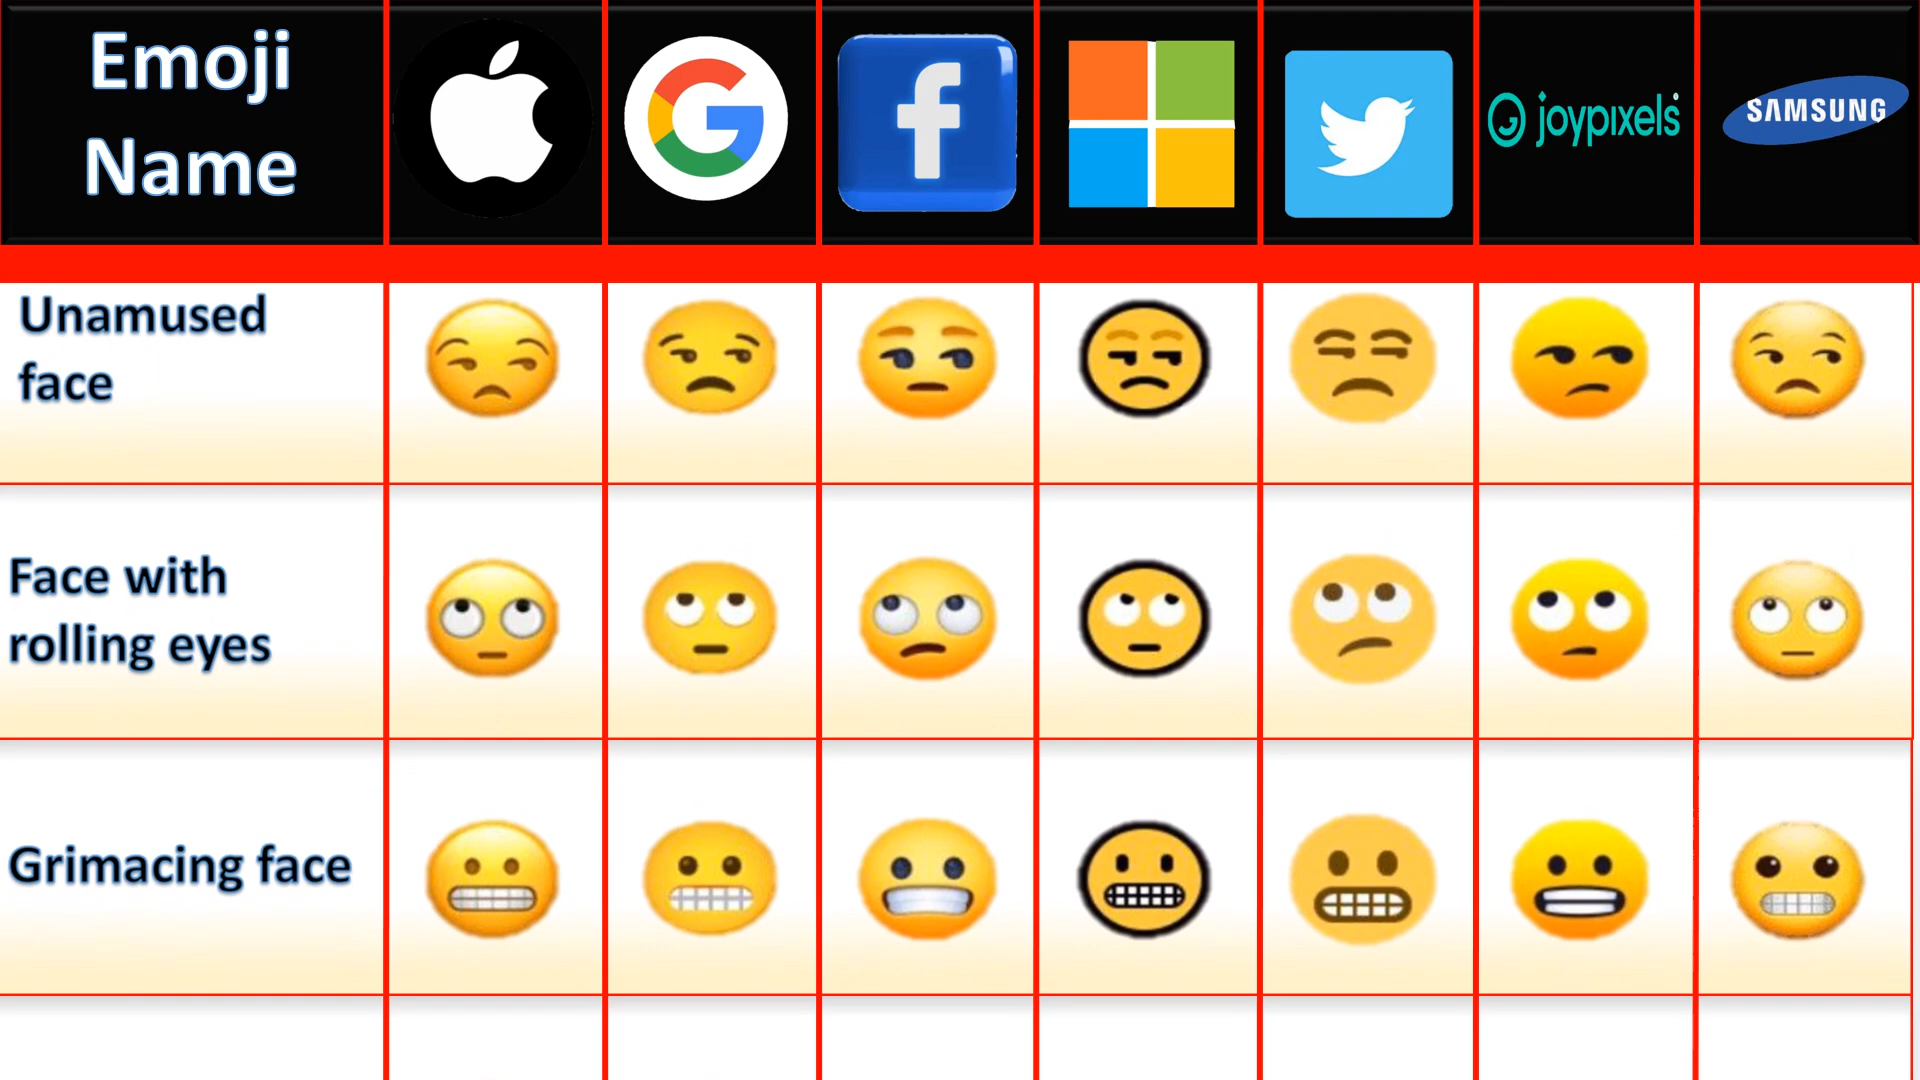 Emoji
Name
joypixels
SAMSUNG
Unamused
face
Face with
rolling eyes
Grimacing face